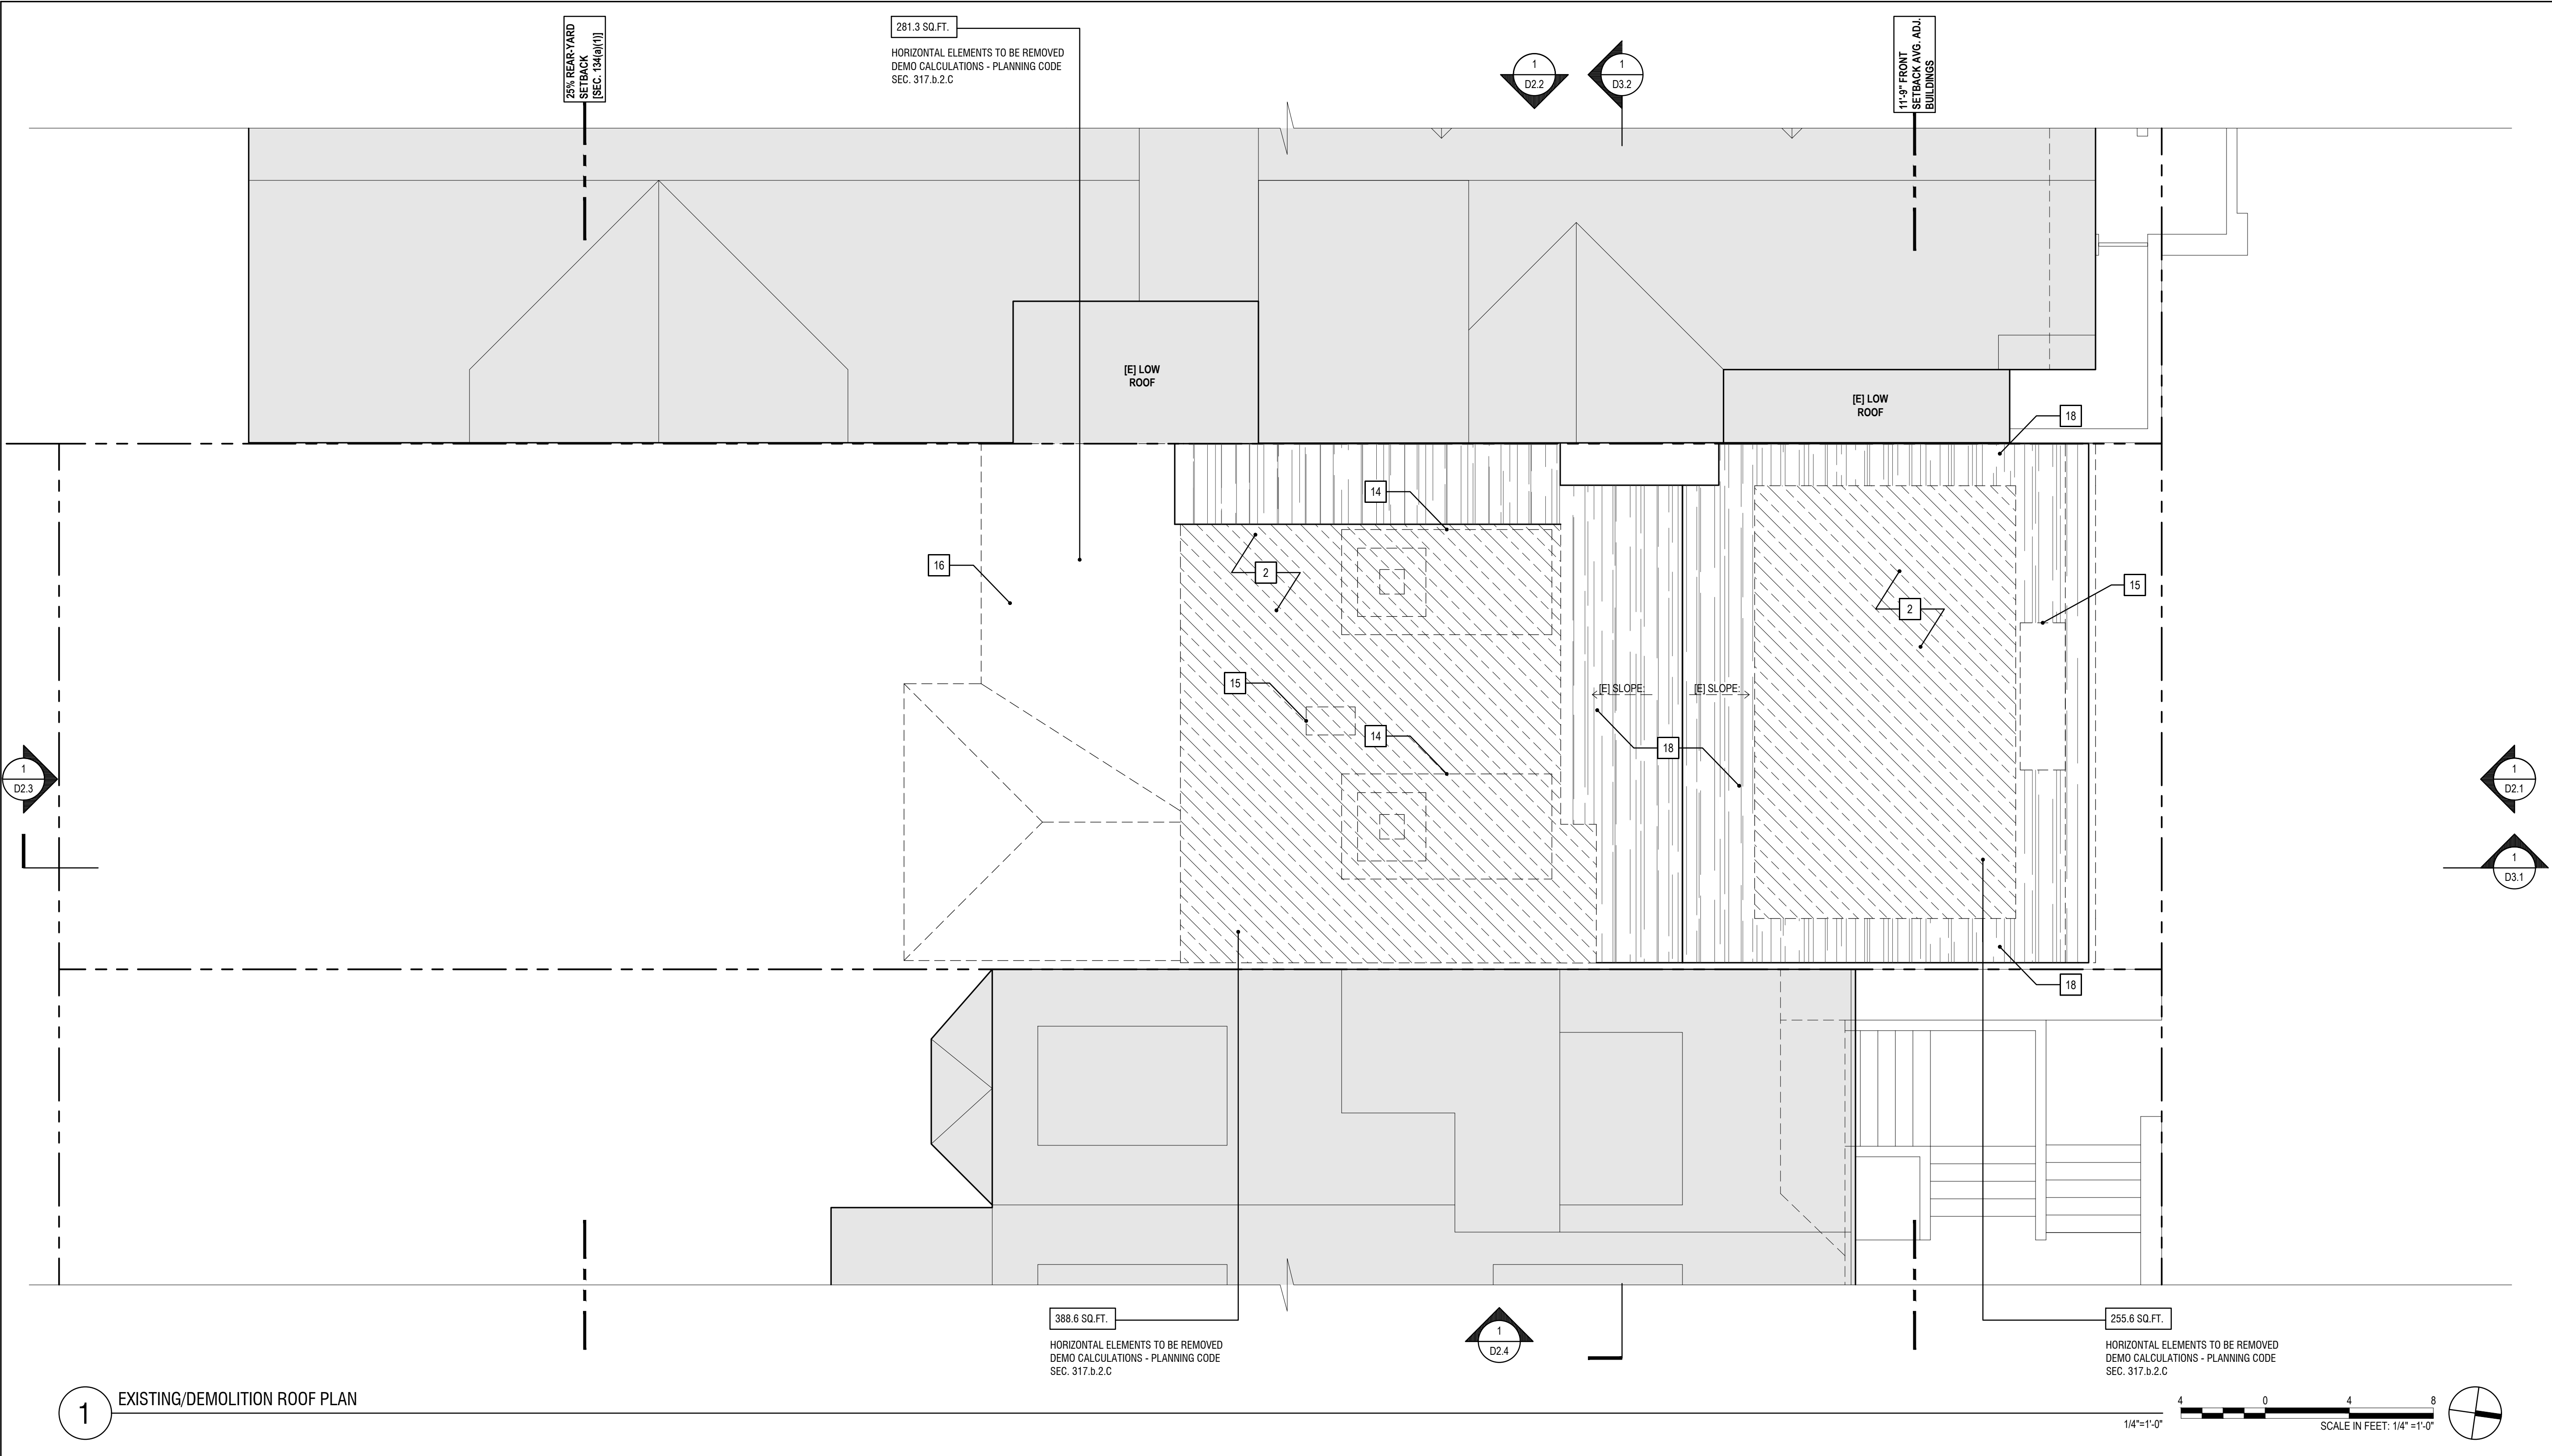 25% REAR-YARD
SETBACK
[SEC. 134(a)(1)]
281.3 SQ.FT.
HORIZONTAL ELEMENTS TO BE REMOVED
DEMO CALCULATIONS - PLANNING CODE
SEC. 317.b.2.C
1
D2.2
1
D3.2
11'-9" FRONT
SETBACK AVG. ADJ.
BUILDINGS
[E] LOW
ROOF
[E] LOW
ROOF
18
14
16
2
15
2
15
14
[E] SLOPE:
[E] SLOPE:
18
1
D2.3
1
D2.1
1
D3.1
18
388.6 SQ.FT.
HORIZONTAL ELEMENTS TO BE REMOVED
DEMO CALCULATIONS - PLANNING CODE
SEC. 317.b.2.C
1
D2.4
255.6 SQ.FT.
HORIZONTAL ELEMENTS TO BE REMOVED
DEMO CALCULATIONS - PLANNING CODE
SEC. 317.b.2.C
1
EXISTING/DEMOLITION ROOF PLAN
1/4"=1'-0"
4 0 4 8
SCALE IN FEET: 1/4" =1'-0"